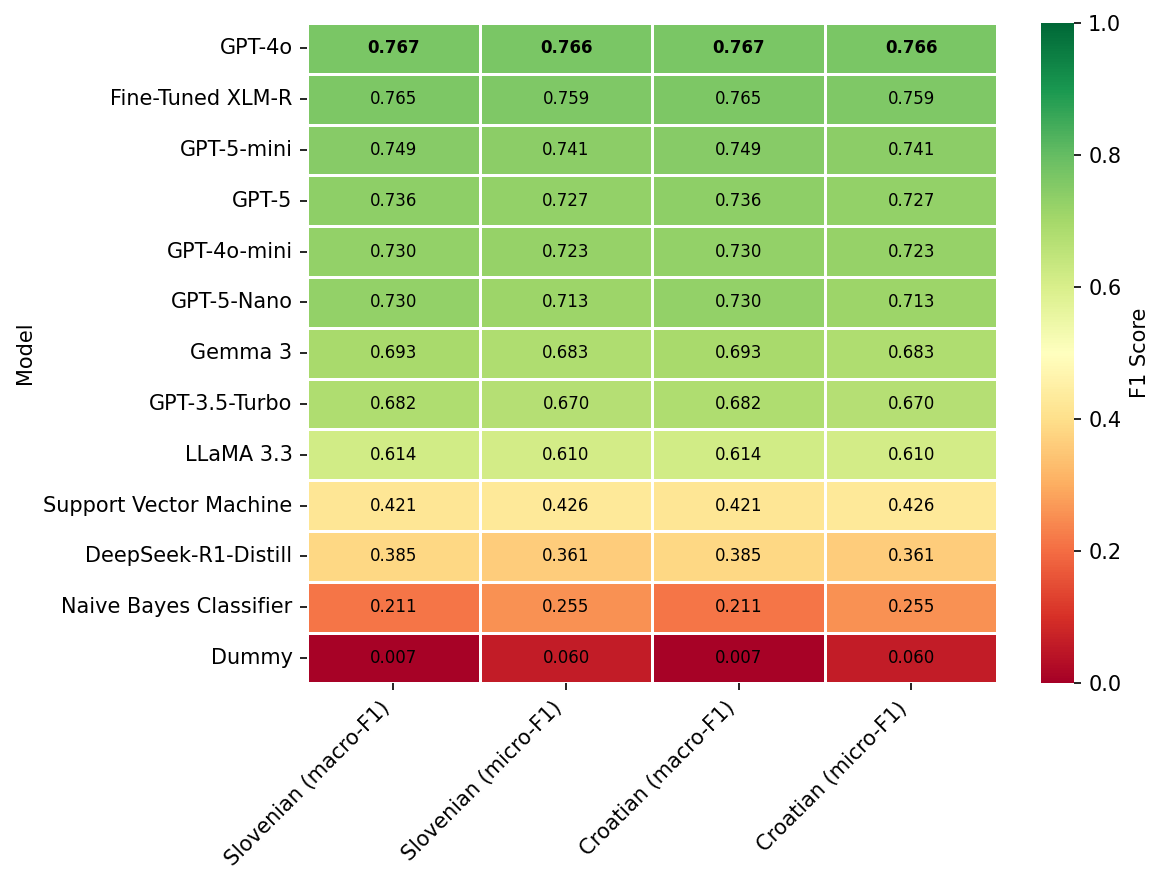 GPT-4o 0.767 0.766 0.767 0.766
Fine-Tuned XLM-R 0.765 0.759 0.765 0.759
GPT-5-mini 0.749 0.741 0.749 0.741
GPT-5 0.736 0.727 0.736 0.727
GPT-4o-mini 0.730 0.723 0.730 0.723
GPT-5-Nano 0.730 0.713 0.730 0.713
Gemma 3 0.693 0.683 0.693 0.683
GPT-3.5-Turbo 0.682 0.670 0.682 0.670
LLaMA 3.3 0.614 0.610 0.614 0.610
Support Vector Machine 0.421 0.426 0.421 0.426
DeepSeek-R1-Distill 0.385 0.361 0.385 0.361
Naive Bayes Classifier 0.211 0.255 0.211 0.255
Dummy 0.007 0.060 0.007 0.060
Model
Slovenian (macro-F1)
Slovenian (micro-F1)
Croatian (macro-F1)
Croatian (micro-F1)
1.0
0.8
0.6
0.4
0.2
0.0
F1 Score